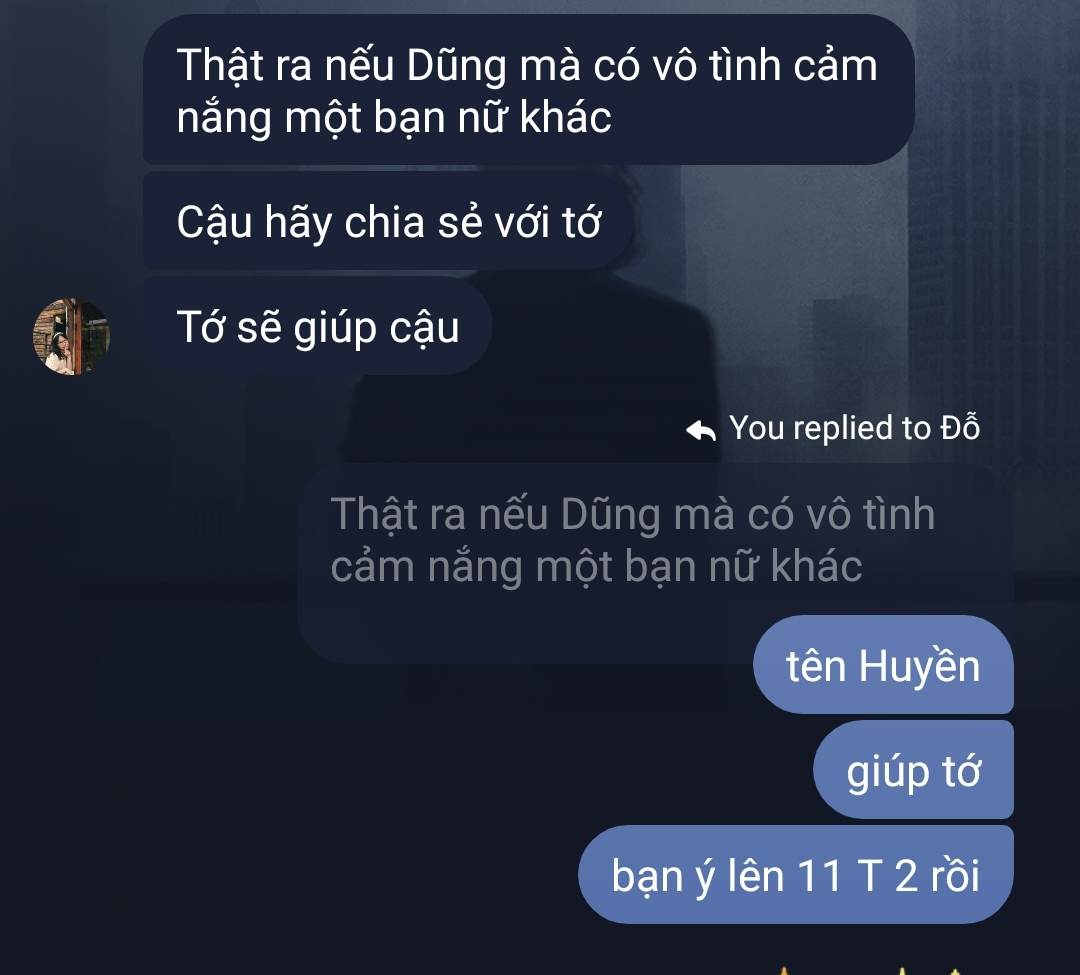 Thật ra nếu Dũng mà có vô tình cảm
nắng một bạn nữ khác
Cậu hãy chia sẻ với tớ
Tớ sẽ giúp cậu
You replied to Đỗ
Thật ra nếu Dũng mà có vô tình
cảm nắng một bạn nữ khác
tên Huyền
giúp tớ
bạn ý lên 11 T 2 rồi